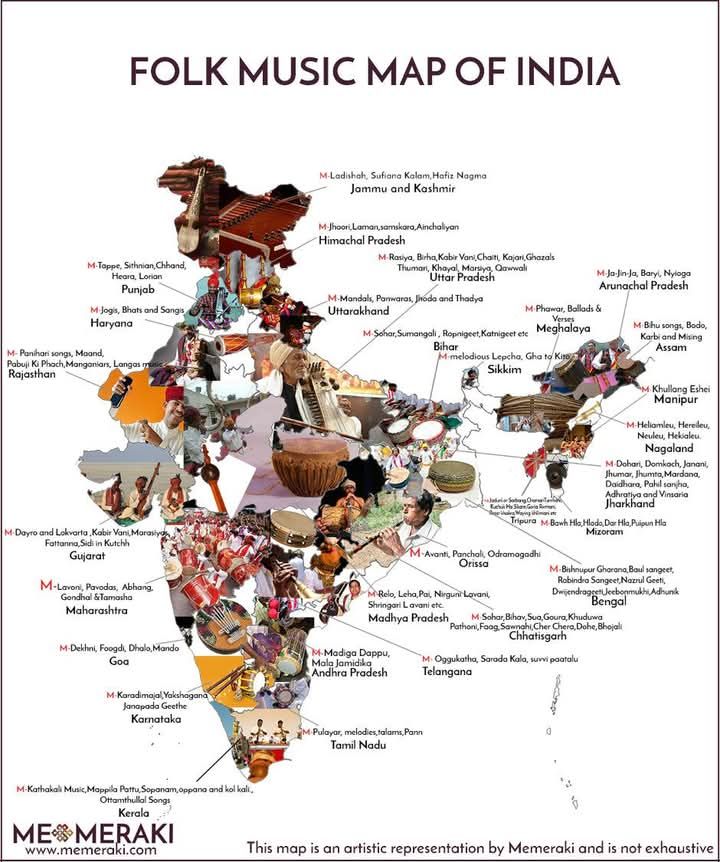 FOLK MUSIC MAP OF INDIA
M-Ladishah, Sufiana Kalam,Hafiz Nagma
Jammu and Kashmir
M-Jhoori,Laman,samskara,Ainchaliyan
Himachal Pradesh
M-Rasiya, Birha,Kabir Vani,Chaiti, Kajari,Ghazals
Thumari, Khayal, Marsiya, Qawwali
Uttar Pradesh
M-Tappe, Sithnian,Chhand,
Heara, Lorian
Punjab
M-Ja-Jin-Ja, Baryi, Nyioga
Arunachal Pradesh
M-Mandals, Panwaras, Jhoda and Thadya
Uttarakhand
M-Jogis, Bhats and Sangis
Haryana
M-Phawar, Ballads &
Verses
Meghalaya
M-Bihu songs, Bodo,
Karbi and Mising
Assam
M-Sohar,Sumangali , Ropnigeet,Katnigeet etc
Bihar
M- Panihari songs, Maand,
Pabuji Ki Phach,Manganiars, Langas music
Rajasthan
M-melodious Lepcha, Gha to Kito
Sikkim
M-Khullang Eshei
Manipur
M-Heliamleu, Hereileu,
Neuleu, Hekialeu.
Nagaland
M-Dohari, Domkach, Janani,
Jhumar, Jhumta,Mardana,
Daidhara, Pahil sanjha,
Adhratiya and Vinsaria
Jharkhand
Tripura
M-Bawh Hla,Hlado,Dar Hla,Puipun Hla
Mizoram
M-Dayro and Lokvarta ,Kabir Vani,Marasiyas,
Fattanna,Sidi in Kutchh
Gujarat
M-Avanti, Panchali, Odramagadhi
Orissa
M-Bishnupur Gharana,Baul sangeet,
Rabindra Sangeet,Nazrul Geeti,
Dwijendrageeti,Jeebonmukhi,Adhunik
Bengal
M-Lavoni, Pavodas, Abhang,
Gondhal &Tamasha
Maharashtra
M-Relo, Leha,Pai, Nirguni Lavani,
Shringari L avani etc.
Madhya Pradesh
M-Sohar,Bihav,Sua,Goura,Khuduwa
Pathoni,Faag,Sawnahi,Cher Chera,Dohe,Bhojali
Chhatisgarh
M-Dekhni, Foogdi, Dhalo,Mando
Goa
M-Madiga Dappu,
Mala Jamidika
Andhra Pradesh
M- Oggukatha, Sarada Kala, suvvi paatalu
Telangana
M-Karadimajal,Yakshagana
Janapada Geethe
Karnataka
M-Pulayar, melodies,talams,Pann
Tamil Nadu
M-Kathakali Music,Mappila Pattu,Sopanam,oppana and kol kali.,
Ottamthullal Songs
Kerala
MEMERAKI
www.memeraki.com
This map is an artistic representation by Memeraki and is not exhaustive